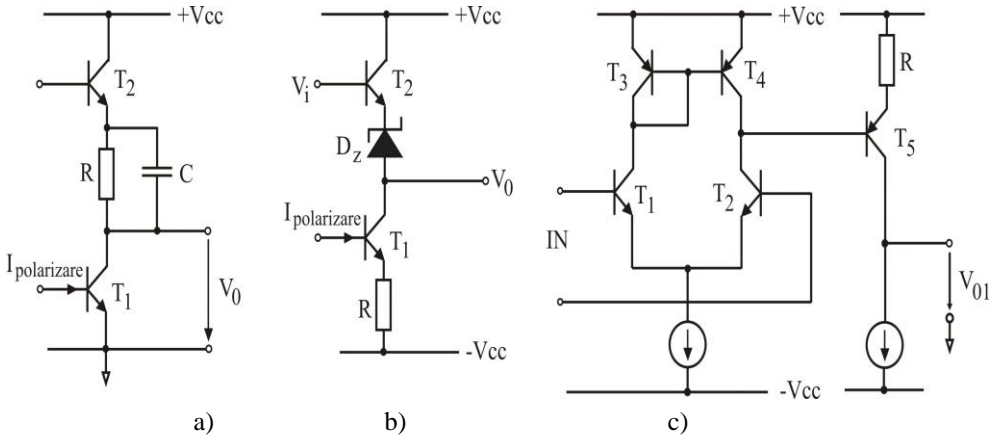 +Vcc
T2
R
C
Ipolarizare
T1
V0
a)
+Vcc
Vi
T2
Dz
V0
Ipolarizare
T1
R
-Vcc
b)
+Vcc
T3
T4
R
T5
T1
T2
IN
V01
-Vcc
c)